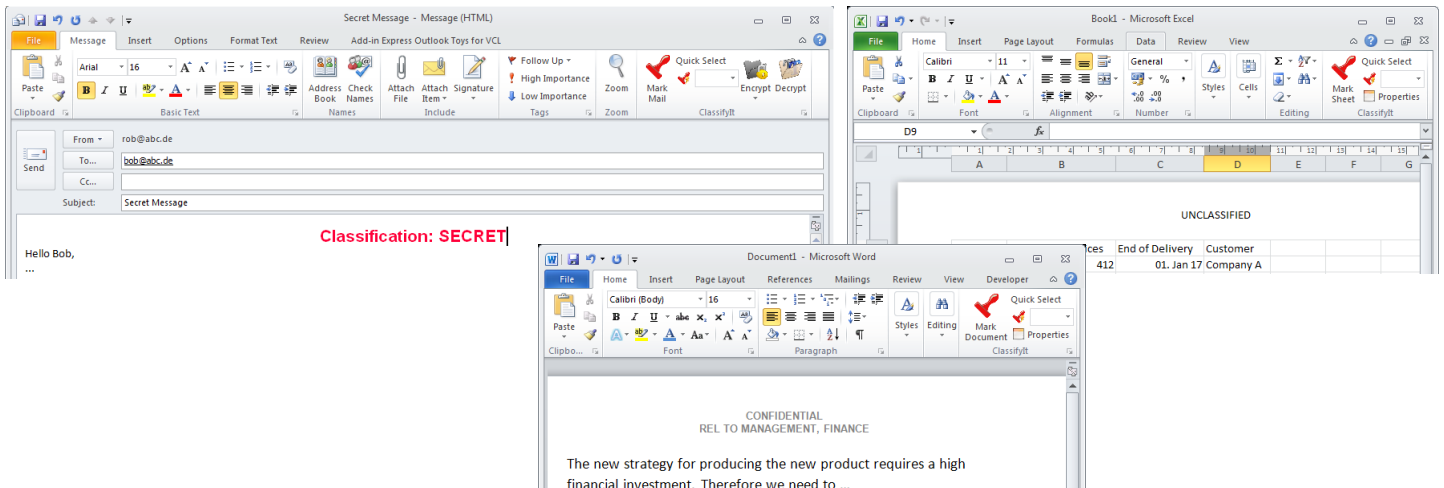 Secret Message - Message (HTML)
File Message Insert Options Format Text Review Add-in Express Outlook Toys for VCL
Arial 16
Follow Up
Quick Select
High Importance
Low Importance
Paste
B I U
Address Book
Check Names
Attach File
Attach Item
Signature
Zoom
Mark Mail
Encrypt Decrypt
Clipboard Basic Text Names Include Tags Zoom ClassifyIt
From rob@abc.de
Send
To... bob@abc.de
Cc...
Subject: Secret Message
Classification: SECRET
Hello Bob,
...
Book1 - Microsoft Excel
File Home Insert Page Layout Formulas Data Review View
Calibri 11
General
Quick Select
Paste
B I U
Styles
Cells
Mark Sheet
Properties
Clipboard Font Alignment Number Editing ClassifyIt
D9 fx
A B C D E F G
UNCLASSIFIED
ces End of Delivery Customer
412 01. Jan 17 Company A
Document1 - Microsoft Word
File Home Insert Page Layout References Mailings Review View Developer
Calibri (Body) 16
Quick Select
Paste
B I U abc x₂ x²
Styles
Editing
Mark Document
Properties
Clipbo... Font Paragraph ClassifyIt
CONFIDENTIAL
REL TO MANAGEMENT, FINANCE
The new strategy for producing the new product requires a high
financial investment. Therefore we need to ...